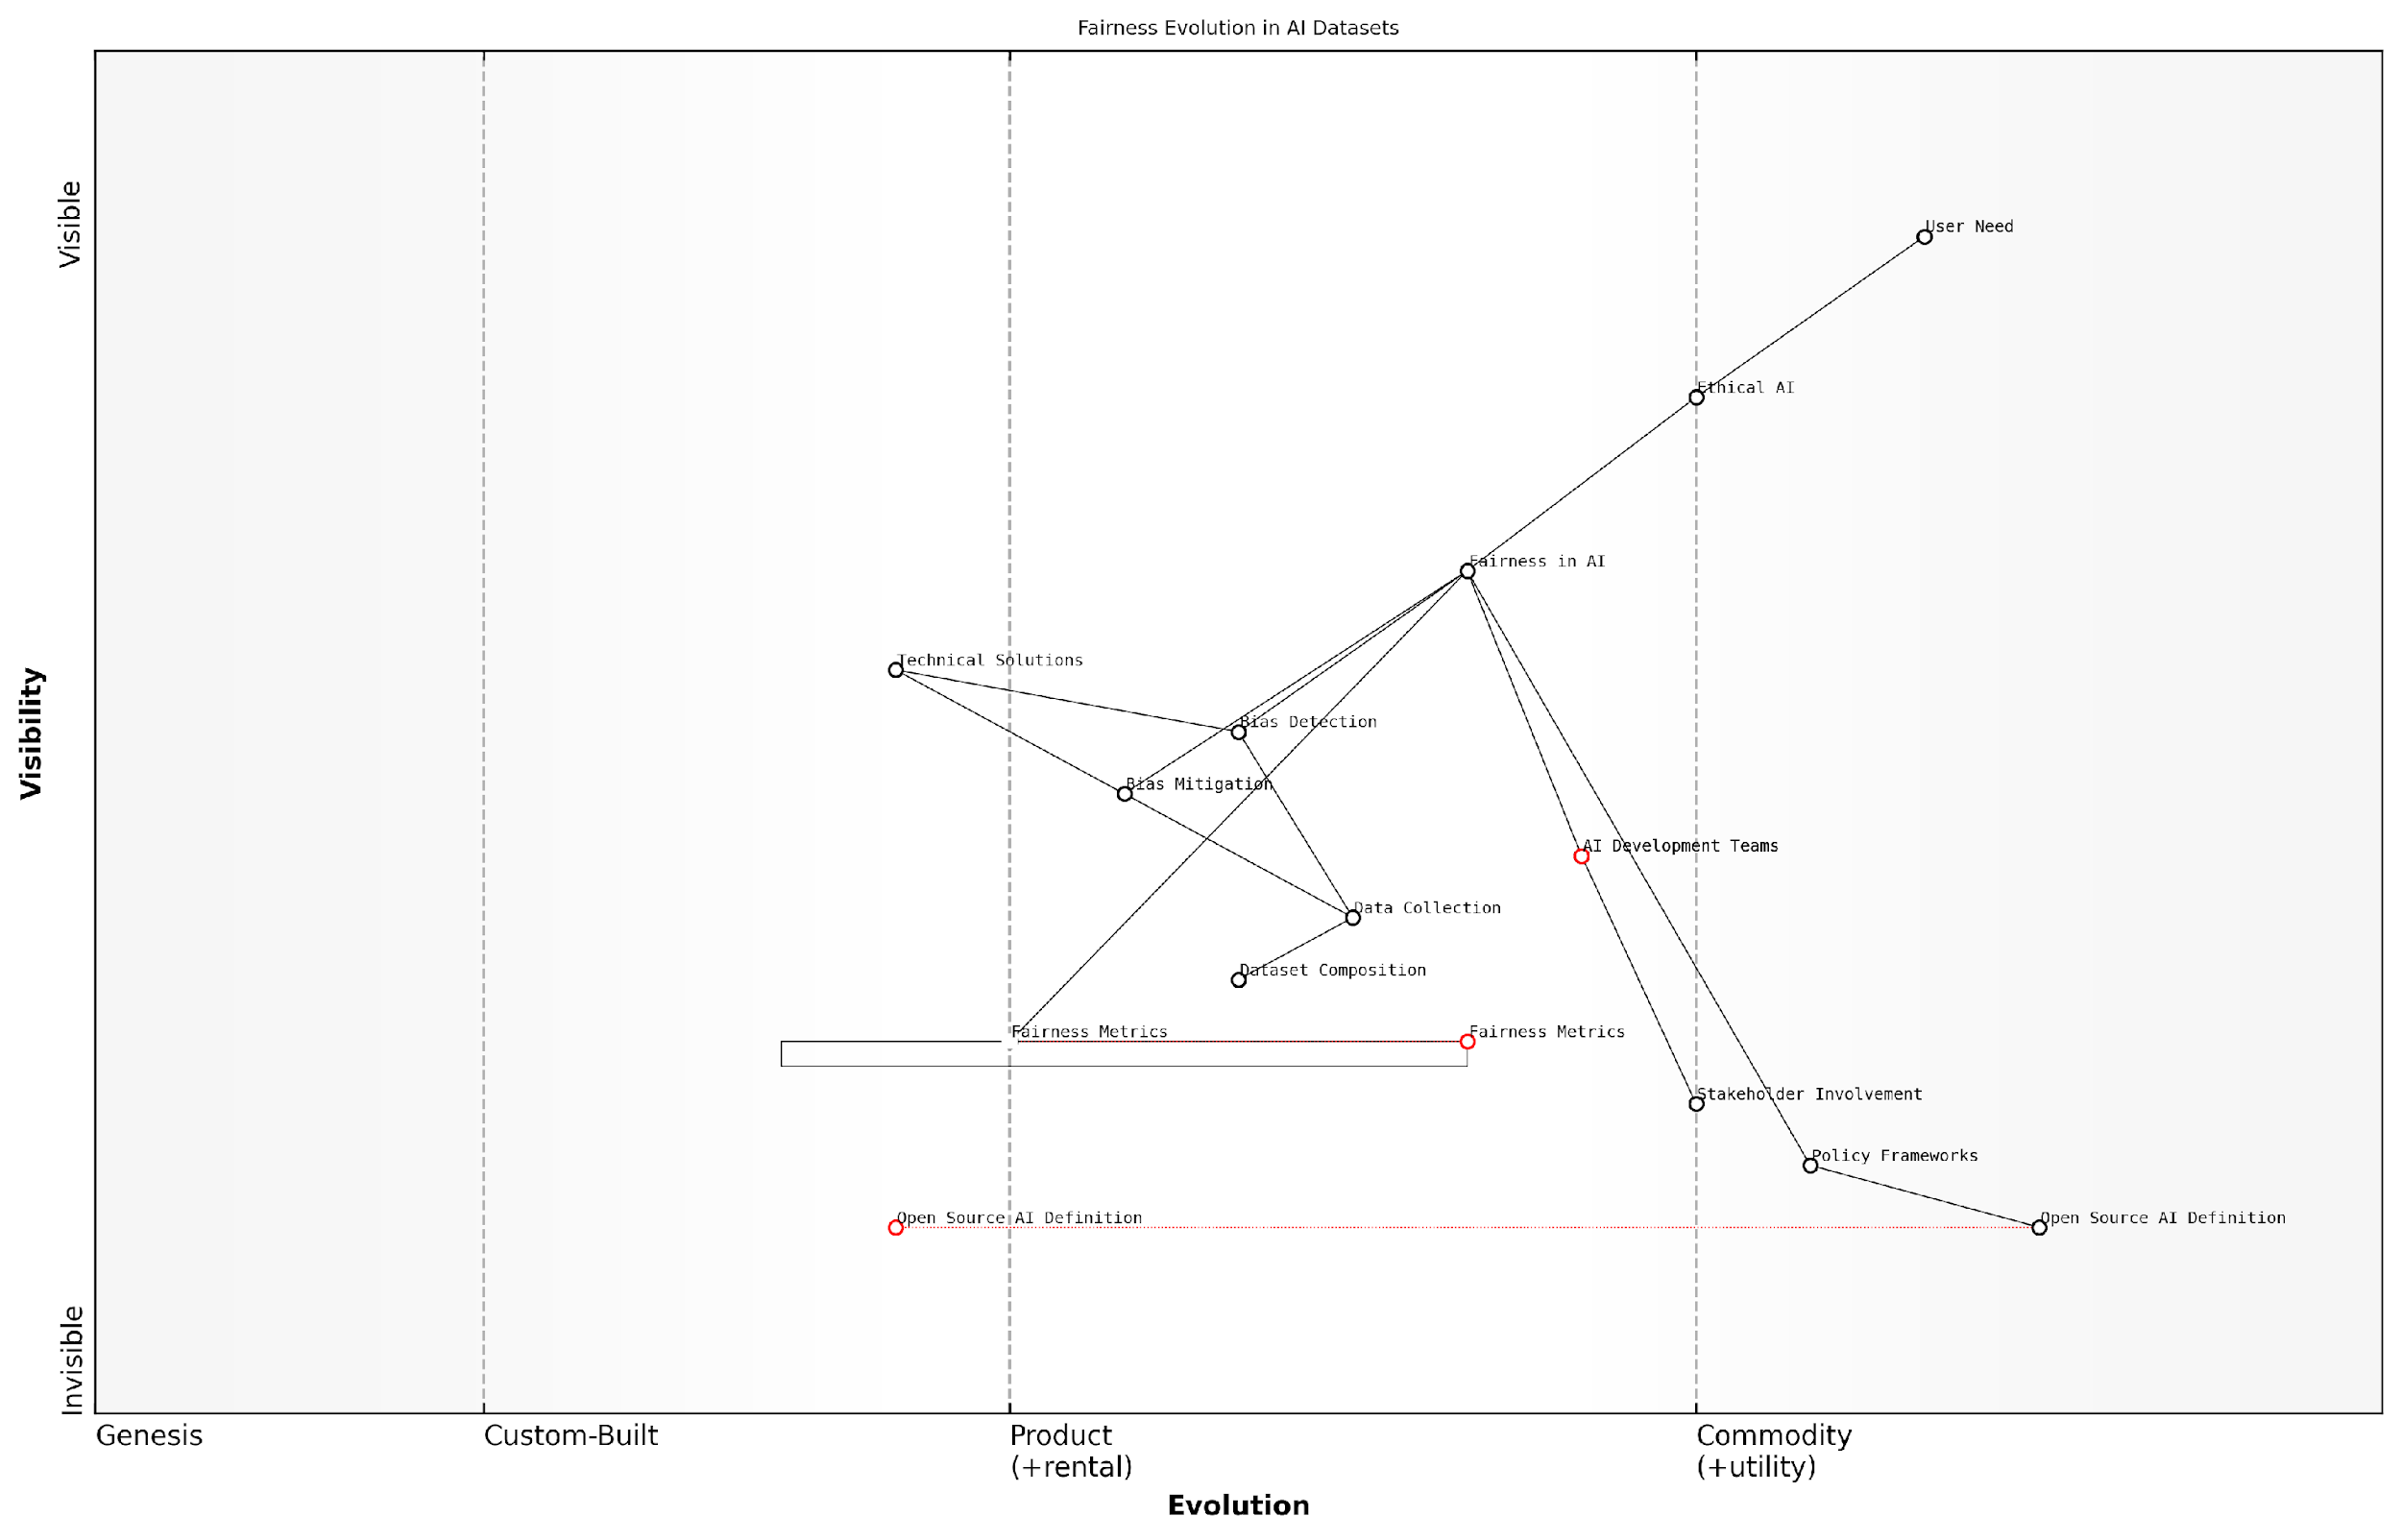 Fairness Evolution in AI Datasets
Visible
User Need
Ethical AI
Fairness in AI
Technical Solutions
Visibility
Bias Detection
Bias Mitigation
AI Development Teams
Data Collection
Dataset Composition
Fairness Metrics
Fairness Metrics
Stakeholder Involvement
Policy Frameworks
Open Source AI Definition
Open Source AI Definition
Invisible
Genesis
Custom-Built
Product
(+rental)
Commodity
(+utility)
Evolution